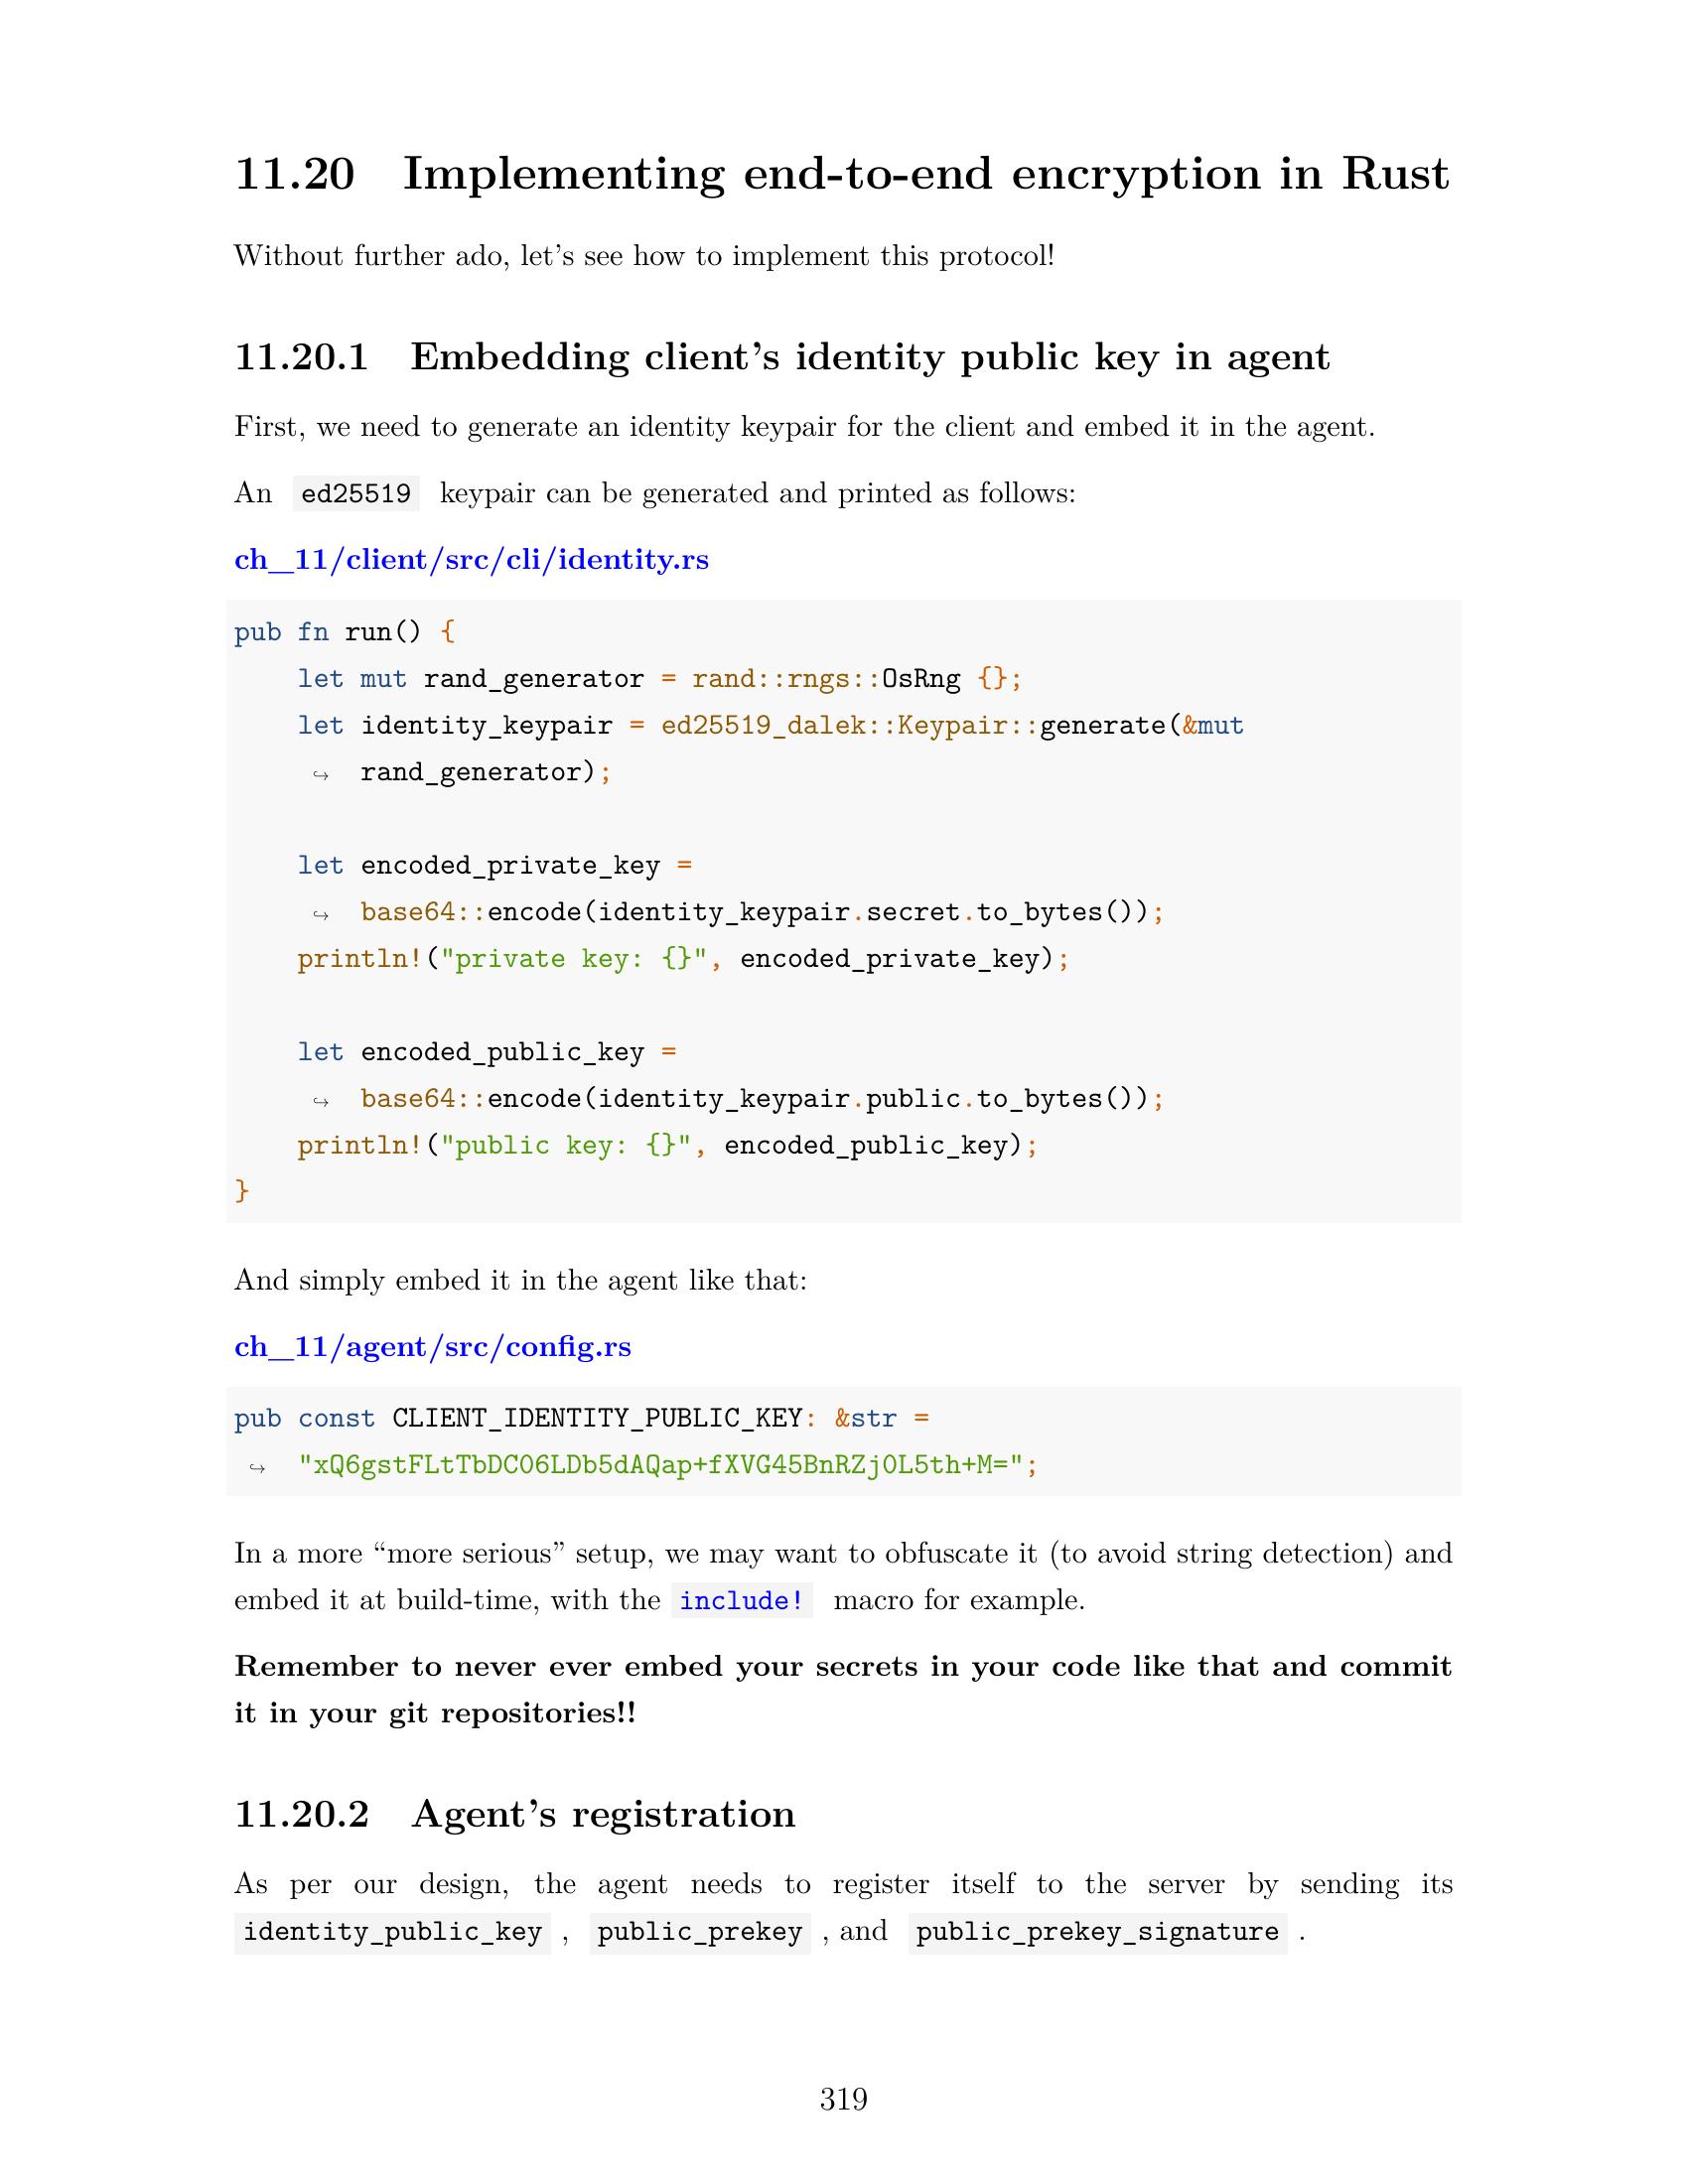 11.20 Implementing end-to-end encryption in Rust
Without further ado, let’s see how to implement this protocol!
11.20.1 Embedding client’s identity public key in agent
First, we need to generate an identity keypair for the client and embed it in the agent.
An ed25519 keypair can be generated and printed as follows:
ch_11/client/src/cli/identity.rs
pub fn run() {
    let mut rand_generator = rand::rngs::OsRng {};
    let identity_keypair = ed25519_dalek::Keypair::generate(&mut
     ↪ rand_generator);
    let encoded_private_key =
     ↪ base64::encode(identity_keypair.secret.to_bytes());
    println!("private key: {}", encoded_private_key);
    let encoded_public_key =
     ↪ base64::encode(identity_keypair.public.to_bytes());
    println!("public key: {}", encoded_public_key);
}
And simply embed it in the agent like that:
ch_11/agent/src/config.rs
pub const CLIENT_IDENTITY_PUBLIC_KEY: &str =
 ↪ "xQ6gstFLtTbDC06LDb5dAQap+fXVG45BnRZj0L5th+M=";
In a more “more serious” setup, we may want to obfuscate it (to avoid string detection) and
embed it at build-time, with the include! macro for example.
Remember to never ever embed your secrets in your code like that and commit
it in your git repositories!!
11.20.2 Agent’s registration
As per our design, the agent needs to register itself to the server by sending its
identity_public_key , public_prekey , and public_prekey_signature .
319